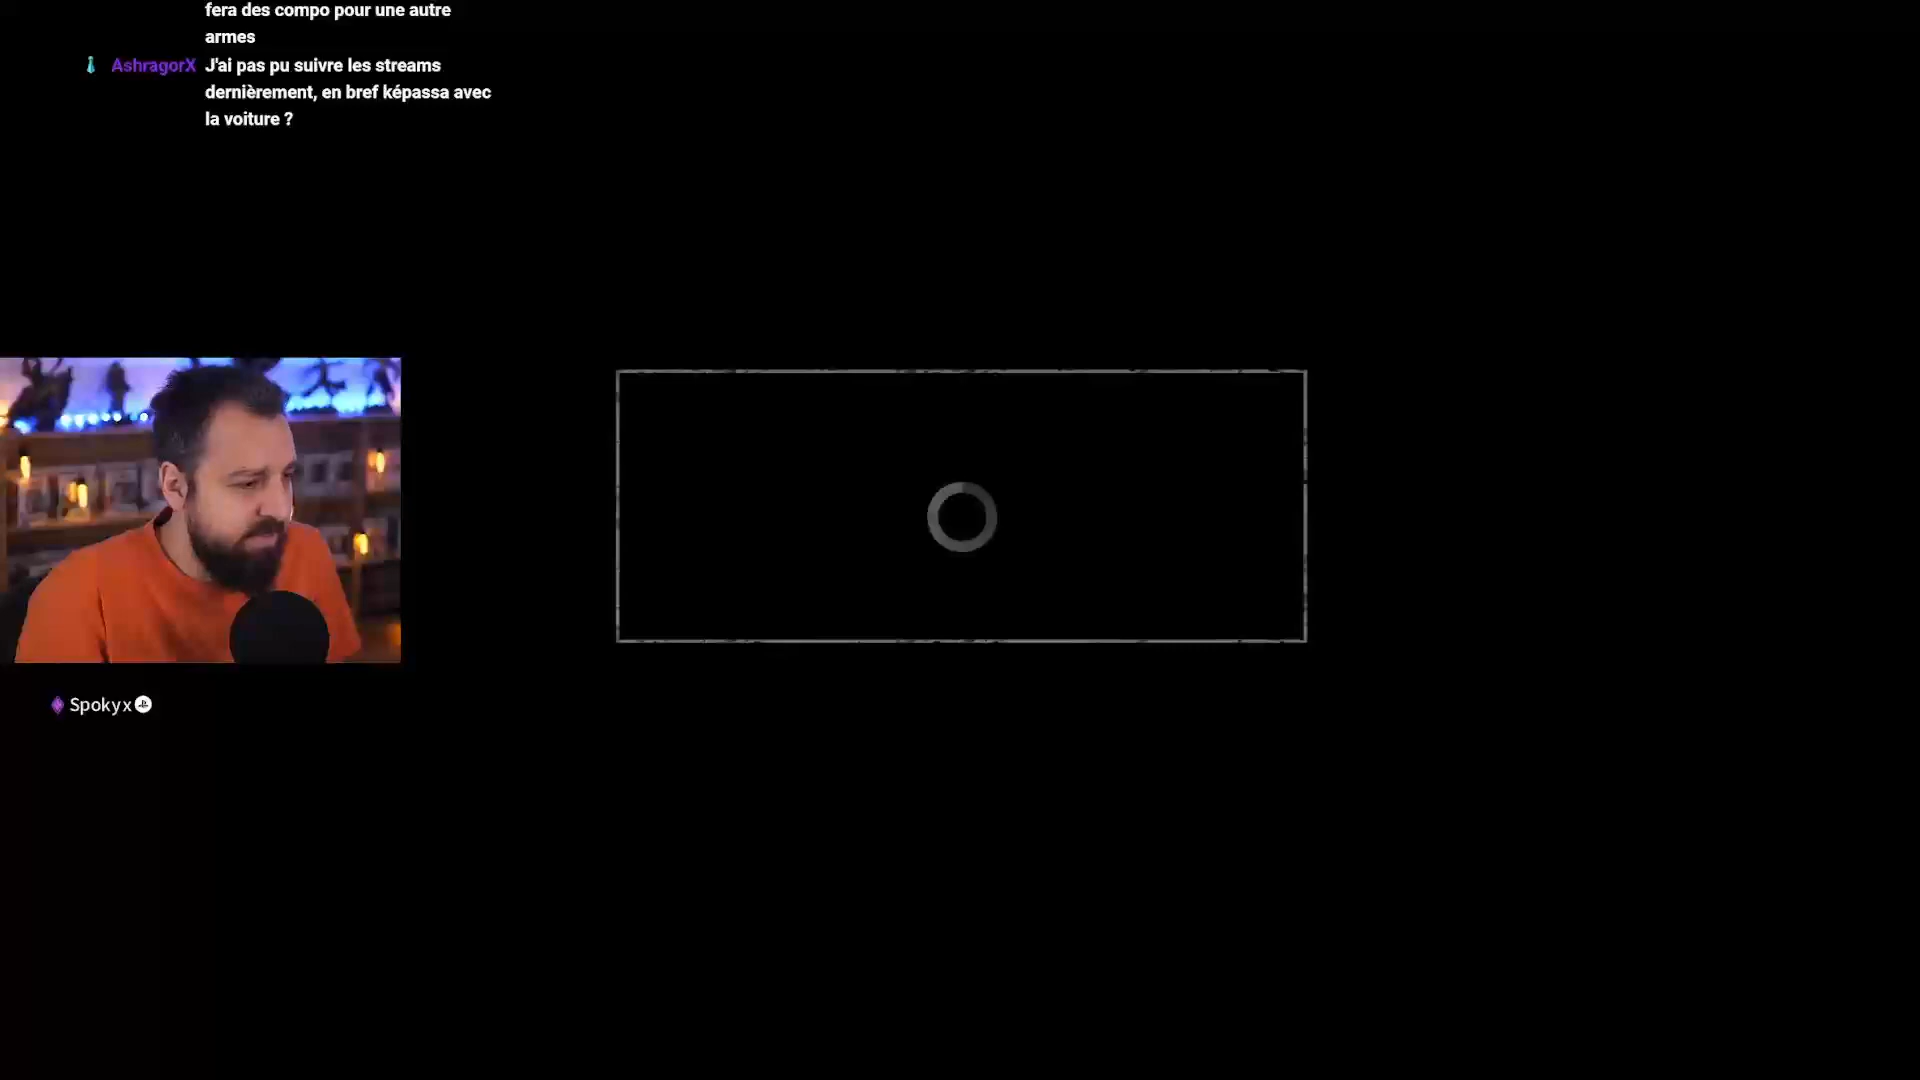 fera des compo pour une autre
armes
AshragorX J'ai pas pu suivre les streams
dernièrement, en bref képassa avec
la voiture ?
Spokyx